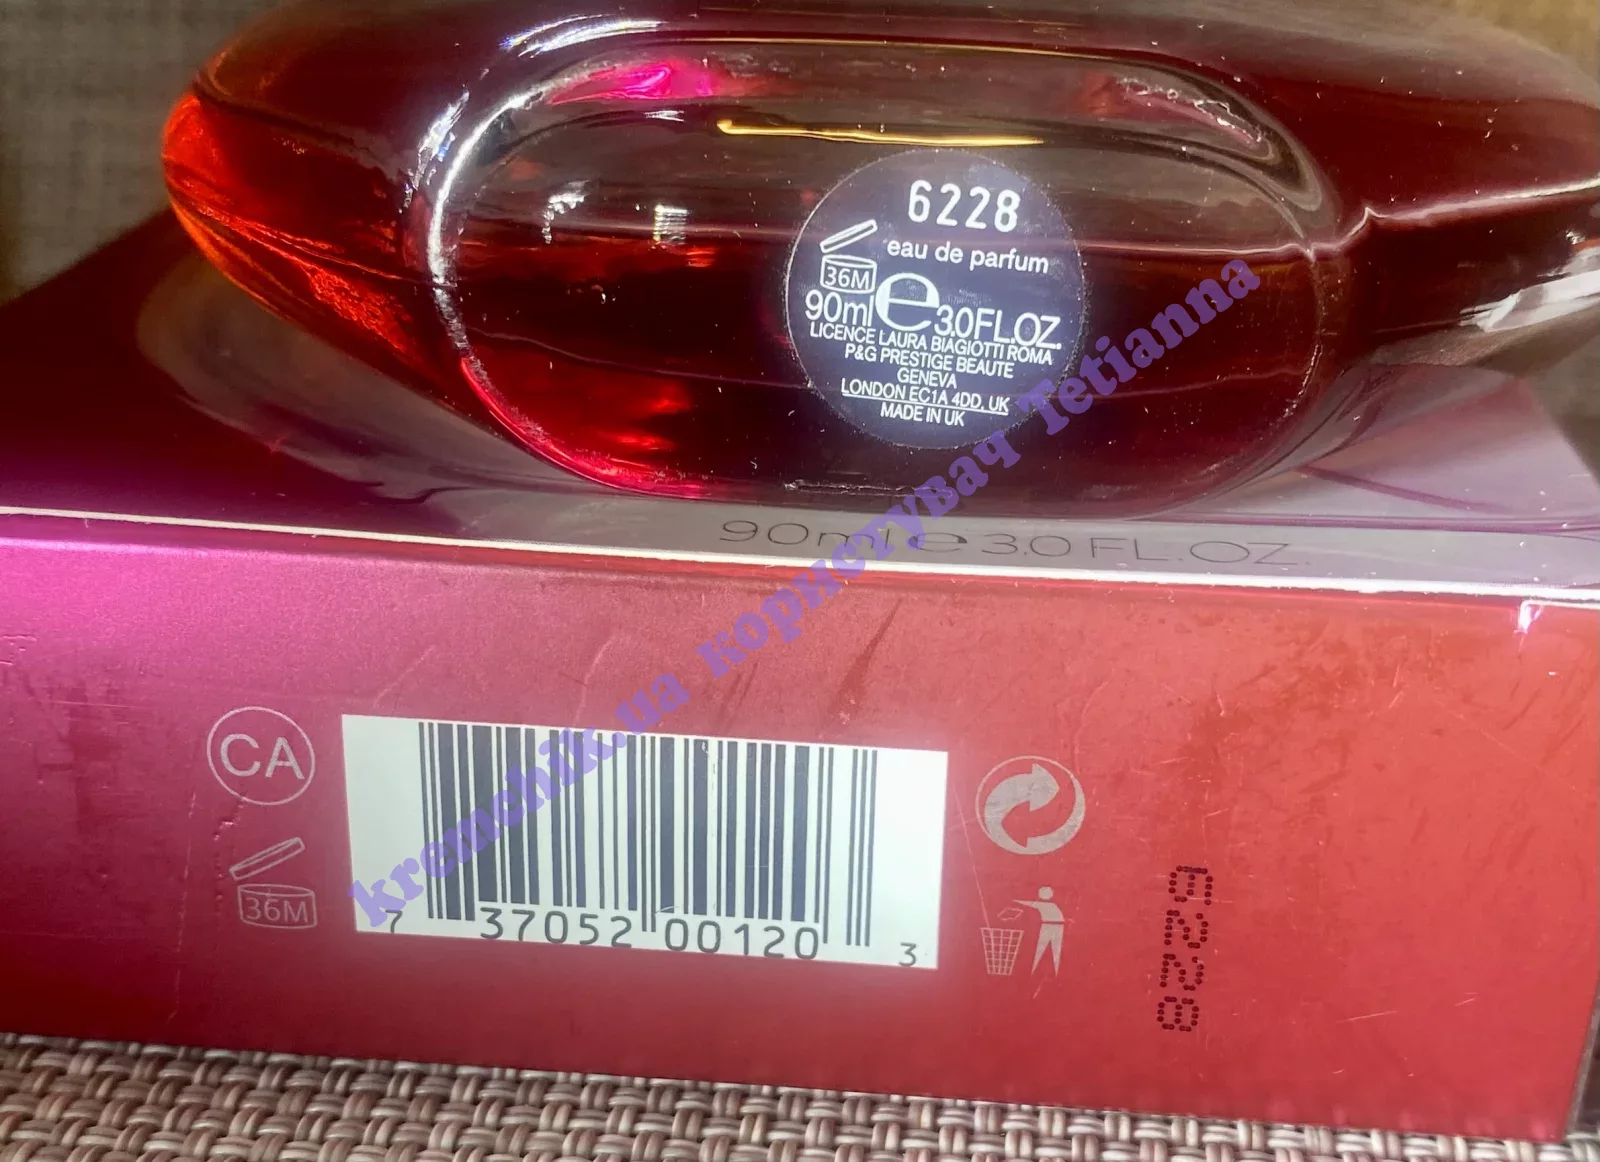 6228
eau de parfum
36M
90ml e 3.0FL.OZ.
LICENCE LAURA BIAGIOTTI ROMA
P&G PRESTIGE BEAUTE
GENEVA
LONDON EC1A 4DD, UK
MADE IN UK
90ml e 3.0 FL.OZ.
CA
36M
7 37052 00120 3
6228
kremchik.ua користувач Tetianna